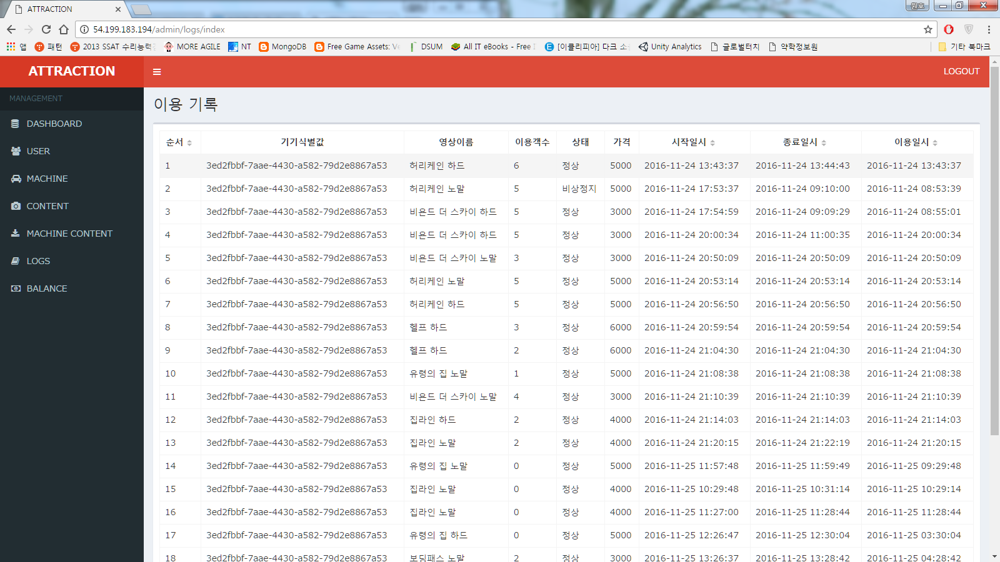 ATTRACTION
원호
54.199.183.194/admin/logs/index
앱 패턴 2013 SSAT 수리능력 MORE AGILE NT MongoDB Free Game Assets: DSUM All IT eBooks - Free [이클리피아] 다크 소 Unity Analytics 글로벌터치 약학정보원 기타 북마크
ATTRACTION LOGOUT
MANAGEMENT
DASHBOARD
USER
MACHINE
CONTENT
MACHINE CONTENT
LOGS
BALANCE
이용 기록
순서 기기식별값 영상이름 이용객수 상태 가격 시작일시 종료일시 이용일시
1 3ed2fbbf-7aae-4430-a582-79d2e8867a53 허리케인 하드 6 정상 5000 2016-11-24 13:43:37 2016-11-24 13:44:43 2016-11-24 13:43:37
2 3ed2fbbf-7aae-4430-a582-79d2e8867a53 허리케인 노말 5 비상정지 5000 2016-11-24 17:53:37 2016-11-24 09:10:00 2016-11-24 08:53:39
3 3ed2fbbf-7aae-4430-a582-79d2e8867a53 비욘드 더 스카이 하드 5 정상 3000 2016-11-24 17:54:59 2016-11-24 09:09:29 2016-11-24 08:55:01
4 3ed2fbbf-7aae-4430-a582-79d2e8867a53 비욘드 더 스카이 하드 5 정상 3000 2016-11-24 20:00:34 2016-11-24 11:00:35 2016-11-24 20:00:34
5 3ed2fbbf-7aae-4430-a582-79d2e8867a53 비욘드 더 스카이 노말 3 정상 3000 2016-11-24 20:50:09 2016-11-24 20:50:09 2016-11-24 20:50:09
6 3ed2fbbf-7aae-4430-a582-79d2e8867a53 허리케인 노말 5 정상 5000 2016-11-24 20:53:14 2016-11-24 20:53:14 2016-11-24 20:53:14
7 3ed2fbbf-7aae-4430-a582-79d2e8867a53 허리케인 하드 5 정상 5000 2016-11-24 20:56:50 2016-11-24 20:56:50 2016-11-24 20:56:50
8 3ed2fbbf-7aae-4430-a582-79d2e8867a53 헬프 하드 3 정상 6000 2016-11-24 20:59:54 2016-11-24 20:59:54 2016-11-24 20:59:54
9 3ed2fbbf-7aae-4430-a582-79d2e8867a53 헬프 하드 2 정상 6000 2016-11-24 21:04:30 2016-11-24 21:04:30 2016-11-24 21:04:30
10 3ed2fbbf-7aae-4430-a582-79d2e8867a53 유령의 집 노말 1 정상 5000 2016-11-24 21:08:38 2016-11-24 21:08:38 2016-11-24 21:08:38
11 3ed2fbbf-7aae-4430-a582-79d2e8867a53 비욘드 더 스카이 노말 4 정상 3000 2016-11-24 21:10:39 2016-11-24 21:10:39 2016-11-24 21:10:39
12 3ed2fbbf-7aae-4430-a582-79d2e8867a53 집라인 하드 2 정상 4000 2016-11-24 21:14:03 2016-11-24 21:14:03 2016-11-24 21:14:03
13 3ed2fbbf-7aae-4430-a582-79d2e8867a53 집라인 노말 2 정상 4000 2016-11-24 21:20:15 2016-11-24 21:22:19 2016-11-24 21:20:15
14 3ed2fbbf-7aae-4430-a582-79d2e8867a53 유령의 집 노말 0 정상 5000 2016-11-25 11:57:48 2016-11-25 11:59:49 2016-11-25 09:29:48
15 3ed2fbbf-7aae-4430-a582-79d2e8867a53 집라인 노말 0 정상 4000 2016-11-25 10:29:48 2016-11-25 10:31:14 2016-11-25 10:29:14
16 3ed2fbbf-7aae-4430-a582-79d2e8867a53 집라인 노말 0 정상 4000 2016-11-25 11:27:00 2016-11-25 11:28:44 2016-11-25 11:28:44
17 3ed2fbbf-7aae-4430-a582-79d2e8867a53 유령의 집 하드 0 정상 5000 2016-11-25 12:26:47 2016-11-25 12:30:04 2016-11-25 03:30:04
18 3ed2fbbf-7aae-4430-a582-79d2e8867a53 보딩패스 노말 2 정상 3000 2016-11-25 13:26:37 2016-11-25 13:28:42 2016-11-25 04:28:42